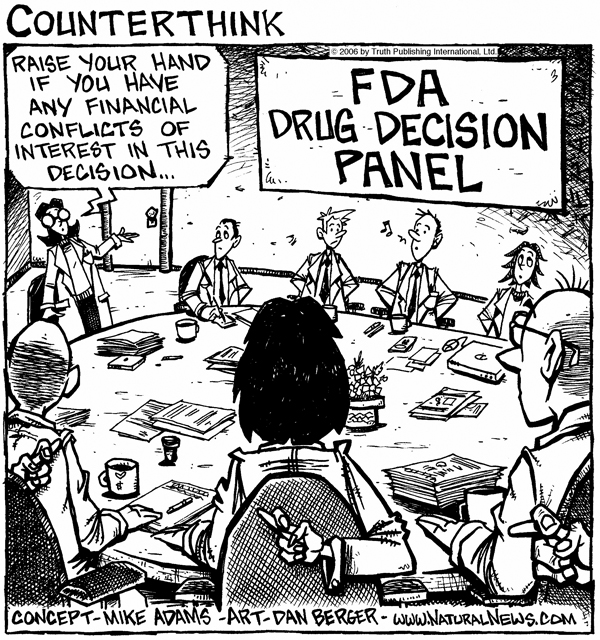 COUNTERTHINK
© 2006 by Truth Publishing International, Ltd.
RAISE YOUR HAND
IF YOU HAVE
ANY FINANCIAL
CONFLICTS OF
INTEREST IN THIS
DECISION...
FDA
DRUG DECISION
PANEL
CONCEPT-MIKE ADAMS -ART-DAN BERGER- WWW.NATURALNEWS.COM